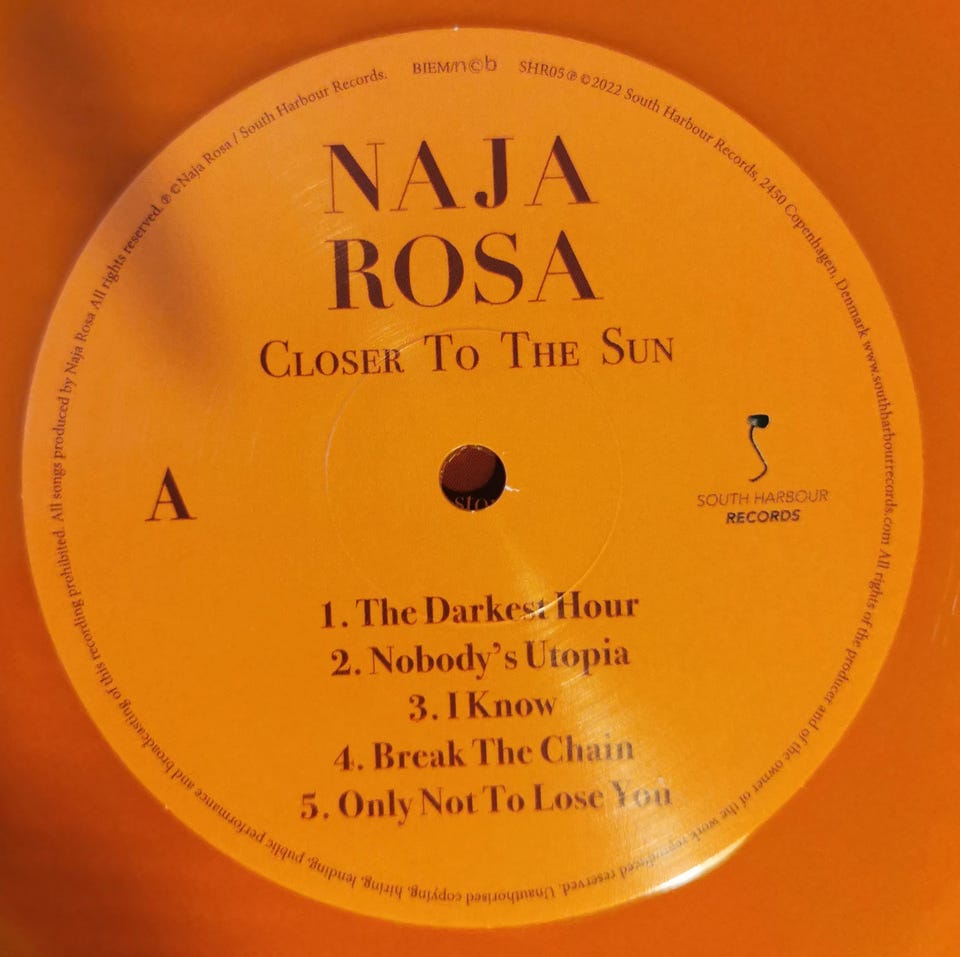 NAJA
ROSA
CLOSER TO THE SUN
A
SOUTH HARBOUR
RECORDS
1. The Darkest Hour
2. Nobody's Utopia
3. I Know
4. Break The Chain
5. Only Not To Lose You
BIEM/n©b SHR05 ℗ ©2022 South Harbour Records, 2450 Copenhagen, Denmark www.southharbourrecords.com All rights of the producer and of the owner of the work reproduced reserved. Unauthorised copying, hiring, lending, public performance and broadcasting of this recording prohibited. All songs produced by Naja Rosa All rights reserved. ℗ ©Naja Rosa / South Harbour Records.